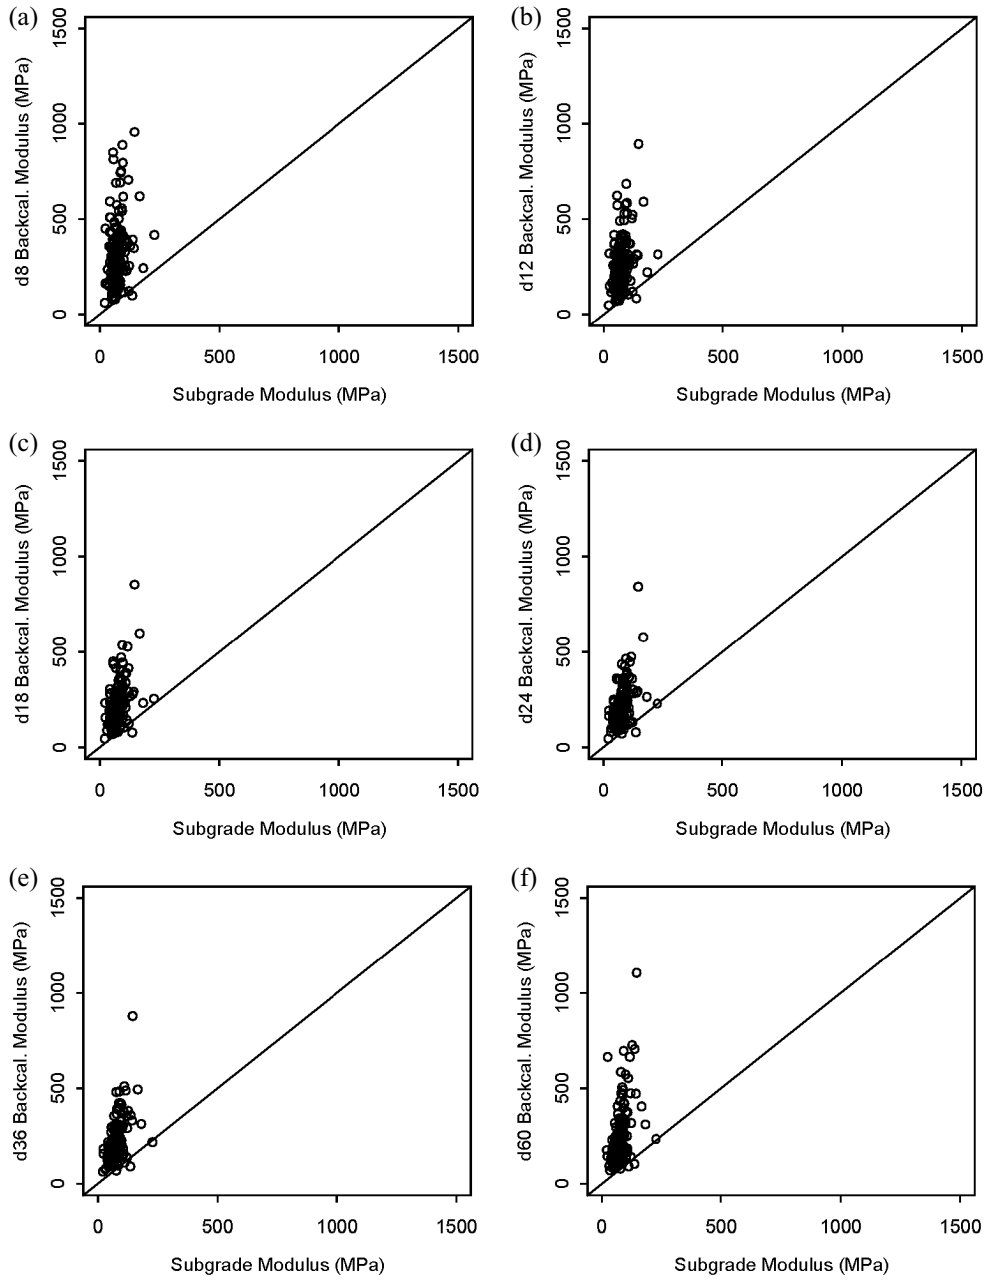 (a)
1500
1000
500
0
d8 Backcal. Modulus (MPa)
0 500 1000 1500
Subgrade Modulus (MPa)
(b)
1500
1000
500
0
d12 Backcal. Modulus (MPa)
0 500 1000 1500
Subgrade Modulus (MPa)
(c)
1500
1000
500
0
d18 Backcal. Modulus (MPa)
0 500 1000 1500
Subgrade Modulus (MPa)
(d)
1500
1000
500
0
d24 Backcal. Modulus (MPa)
0 500 1000 1500
Subgrade Modulus (MPa)
(e)
1500
1000
500
0
d36 Backcal. Modulus (MPa)
0 500 1000 1500
Subgrade Modulus (MPa)
(f)
1500
1000
500
0
d60 Backcal. Modulus (MPa)
0 500 1000 1500
Subgrade Modulus (MPa)